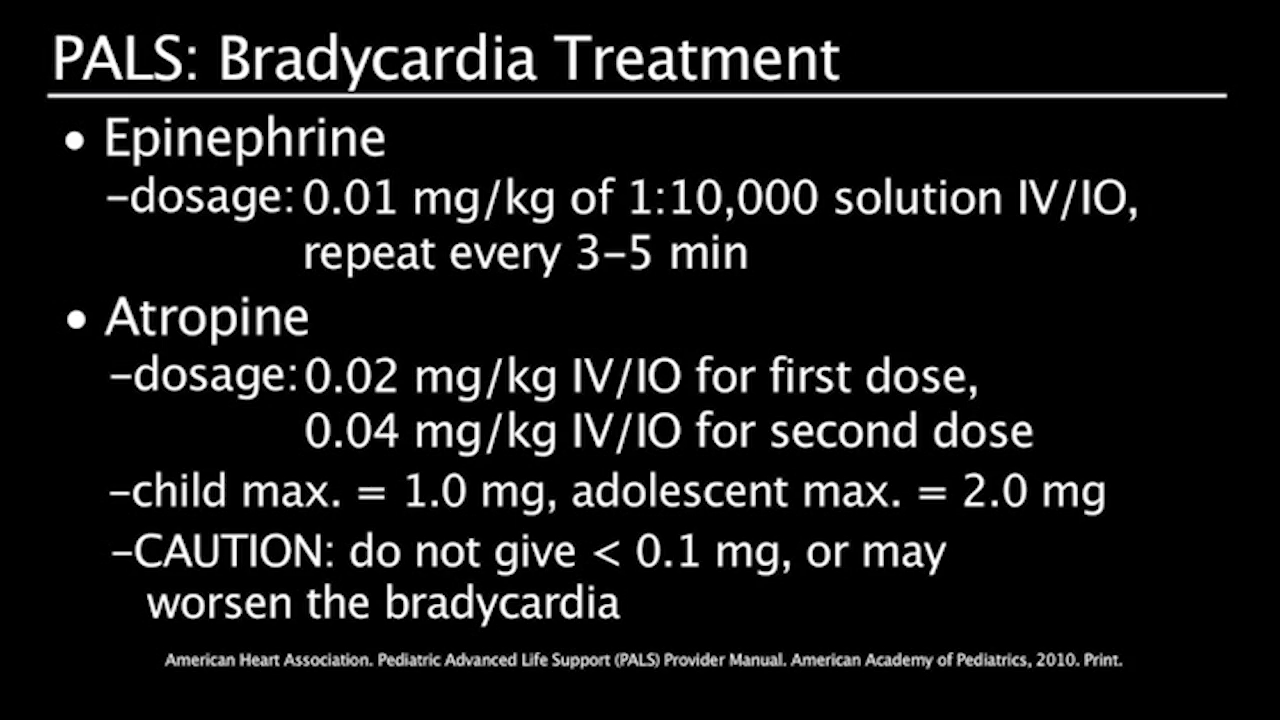 PALS: Bradycardia Treatment
• Epinephrine
–dosage: 0.01 mg/kg of 1:10,000 solution IV/IO,
repeat every 3–5 min
• Atropine
–dosage: 0.02 mg/kg IV/IO for first dose,
0.04 mg/kg IV/IO for second dose
–child max. = 1.0 mg, adolescent max. = 2.0 mg
–CAUTION: do not give < 0.1 mg, or may
worsen the bradycardia
American Heart Association. Pediatric Advanced Life Support (PALS) Provider Manual. American Academy of Pediatrics, 2010. Print.